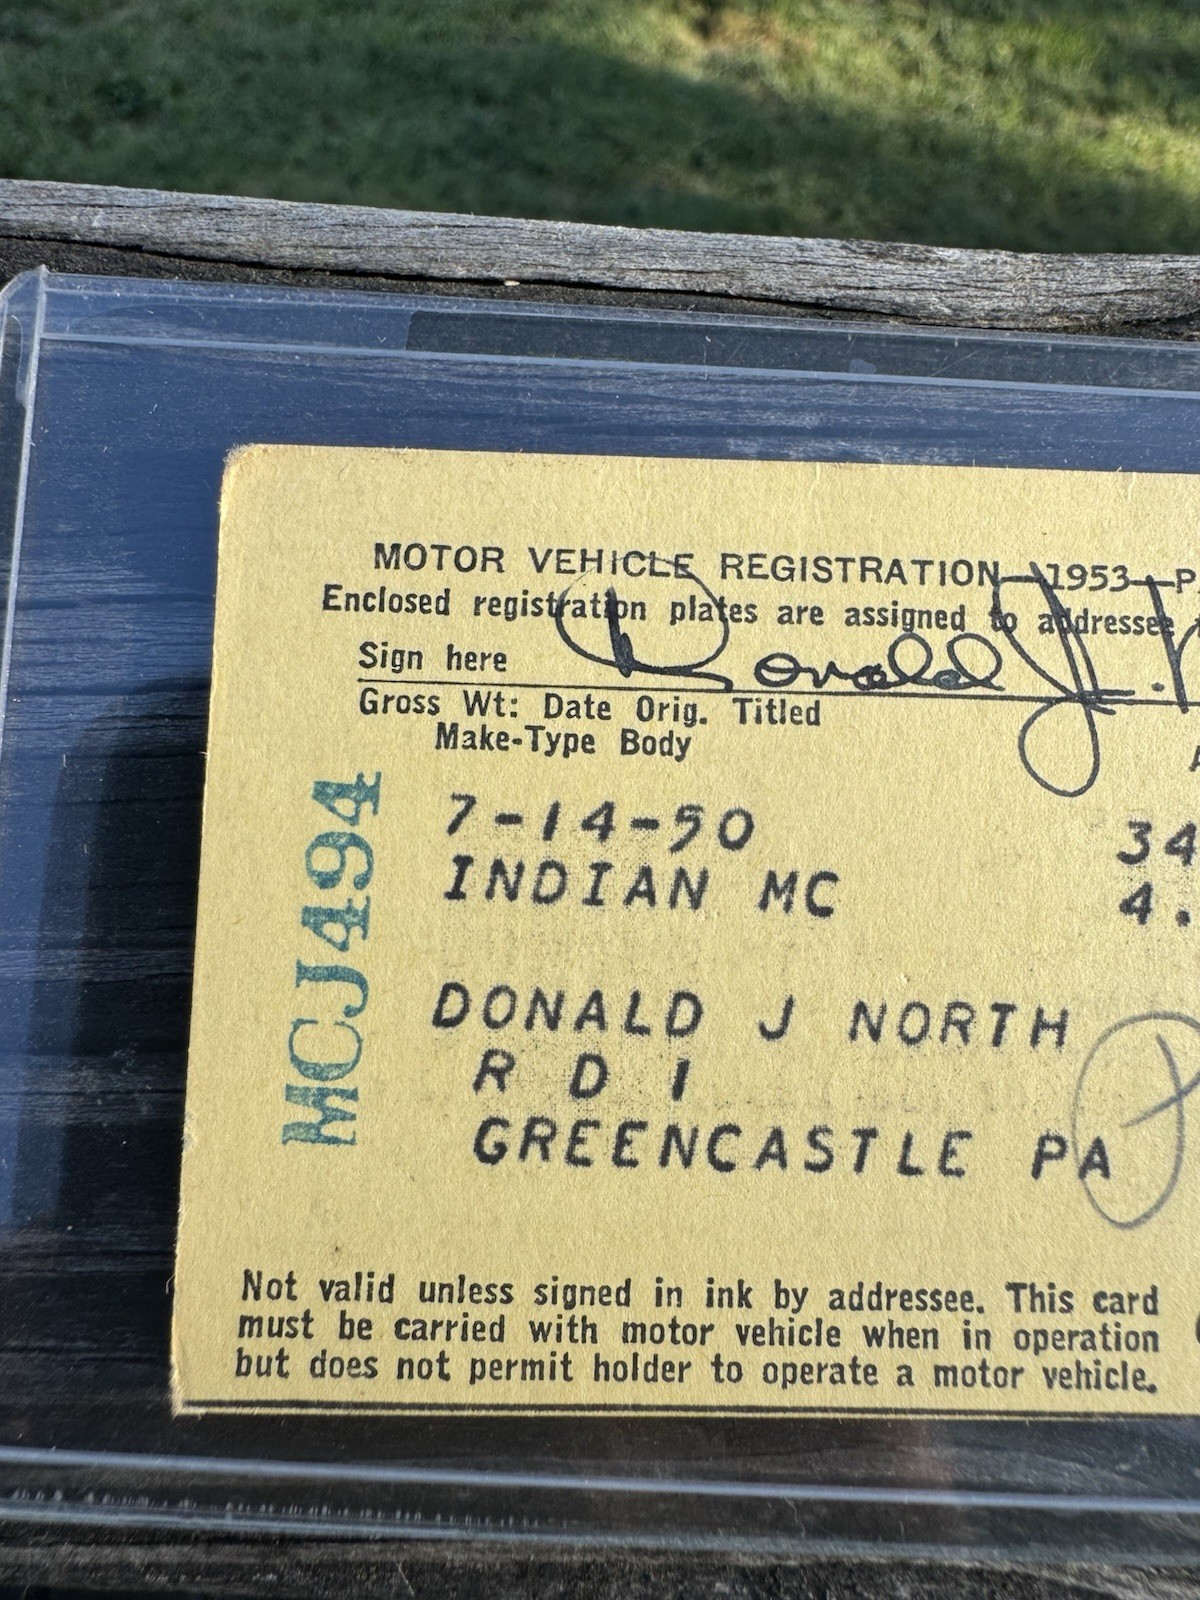 MOTOR VEHICLE REGISTRATION—1953—P
Enclosed registration plates are assigned to addressee
Sign here Donald J. N
Gross Wt: Date Orig. Titled
Make-Type Body
7-14-50 34
INDIAN MC 4.
MCJ494
DONALD J NORTH
R D 1
GREENCASTLE PA
Not valid unless signed in ink by addressee. This card
must be carried with motor vehicle when in operation
but does not permit holder to operate a motor vehicle.